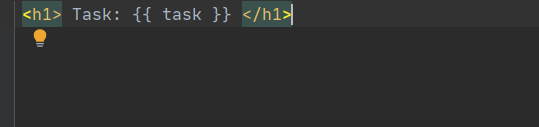 <h1> Task: {{ task }} </h1>